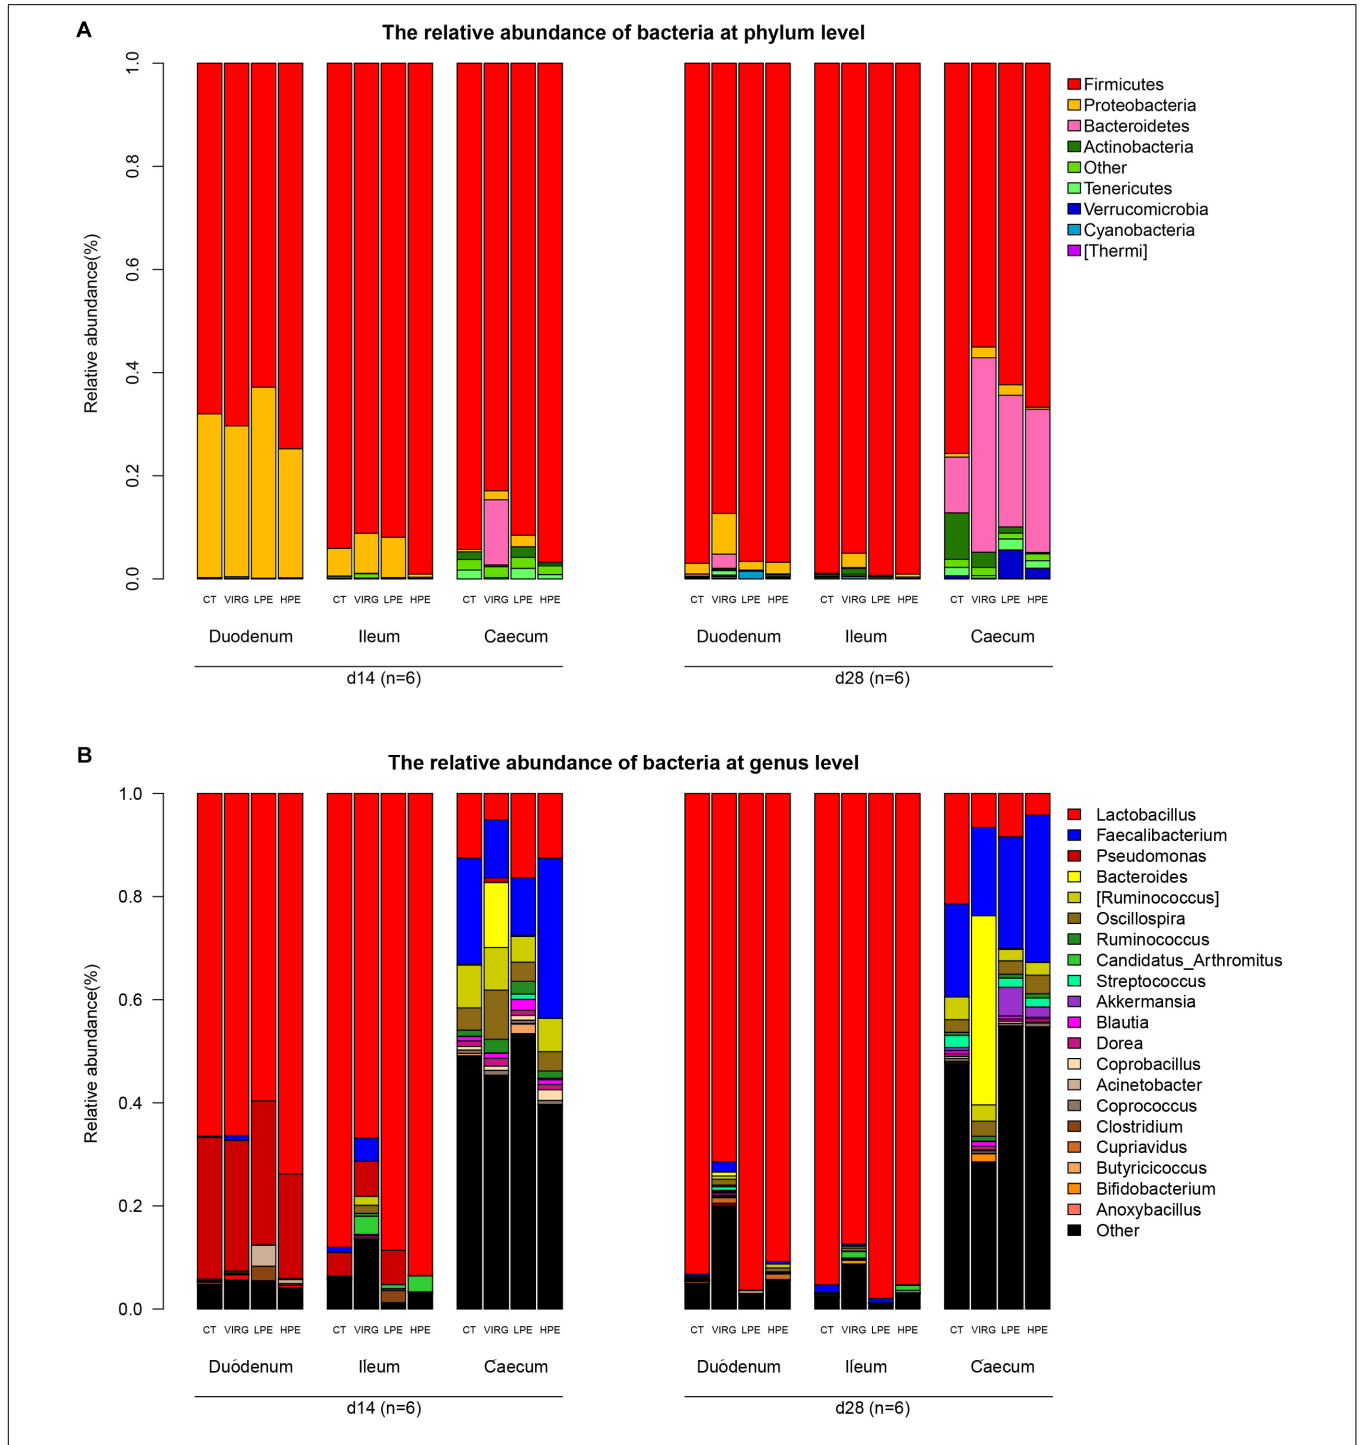 A
The relative abundance of bacteria at phylum level
Relative abundance(%)
1.0
0.8
0.6
0.4
0.2
0.0
Firmicutes
Proteobacteria
Bacteroidetes
Actinobacteria
Other
Tenericutes
Verrucomicrobia
Cyanobacteria
[Thermi]
CT VIRG LPE HPE CT VIRG LPE HPE CT VIRG LPE HPE CT VIRG LPE HPE CT VIRG LPE HPE CT VIRG LPE HPE
Duodenum Ileum Caecum Duodenum Ileum Caecum
d14 (n=6) d28 (n=6)
B
The relative abundance of bacteria at genus level
Relative abundance(%)
1.0
0.8
0.6
0.4
0.2
0.0
Lactobacillus
Faecalibacterium
Pseudomonas
Bacteroides
[Ruminococcus]
Oscillospira
Ruminococcus
Candidatus_Arthromitus
Streptococcus
Akkermansia
Blautia
Dorea
Coprobacillus
Acinetobacter
Coprococcus
Clostridium
Cupriavidus
Butyricicoccus
Bifidobacterium
Anoxybacillus
Other
CT VIRG LPE HPE CT VIRG LPE HPE CT VIRG LPE HPE CT VIRG LPE HPE CT VIRG LPE HPE CT VIRG LPE HPE
Duodenum Ileum Caecum Duodenum Ileum Caecum
d14 (n=6) d28 (n=6)